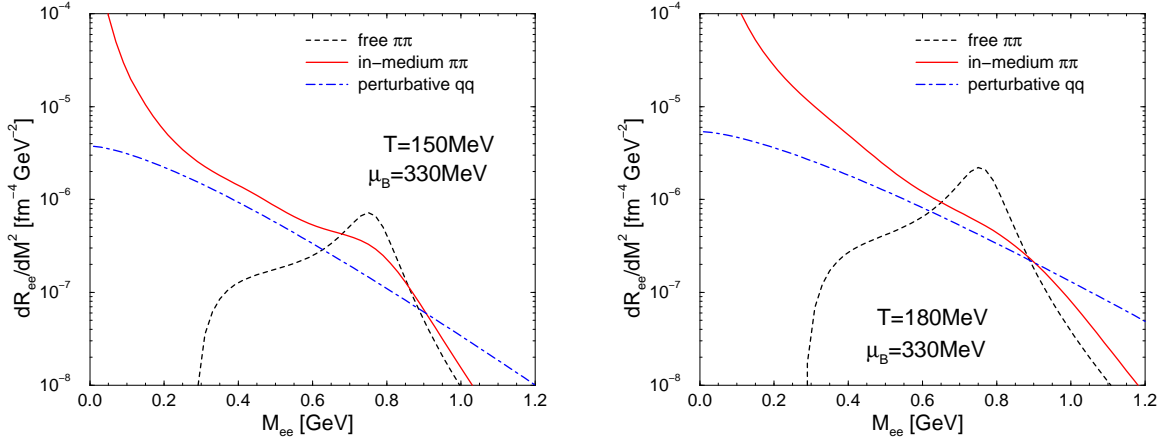 10⁻⁴
10⁻⁵
10⁻⁶
10⁻⁷
10⁻⁸
dR_ee/dM² [fm⁻⁴ GeV⁻²]
free ππ
in−medium ππ
perturbative qq
T=150MeV
μ_B=330MeV
0.0 0.2 0.4 0.6 0.8 1.0 1.2
M_ee [GeV]
10⁻⁴
10⁻⁵
10⁻⁶
10⁻⁷
10⁻⁸
dR_ee/dM² [fm⁻⁴ GeV⁻²]
free ππ
in−medium ππ
perturbative qq
T=180MeV
μ_B=330MeV
0.0 0.2 0.4 0.6 0.8 1.0 1.2
M_ee [GeV]